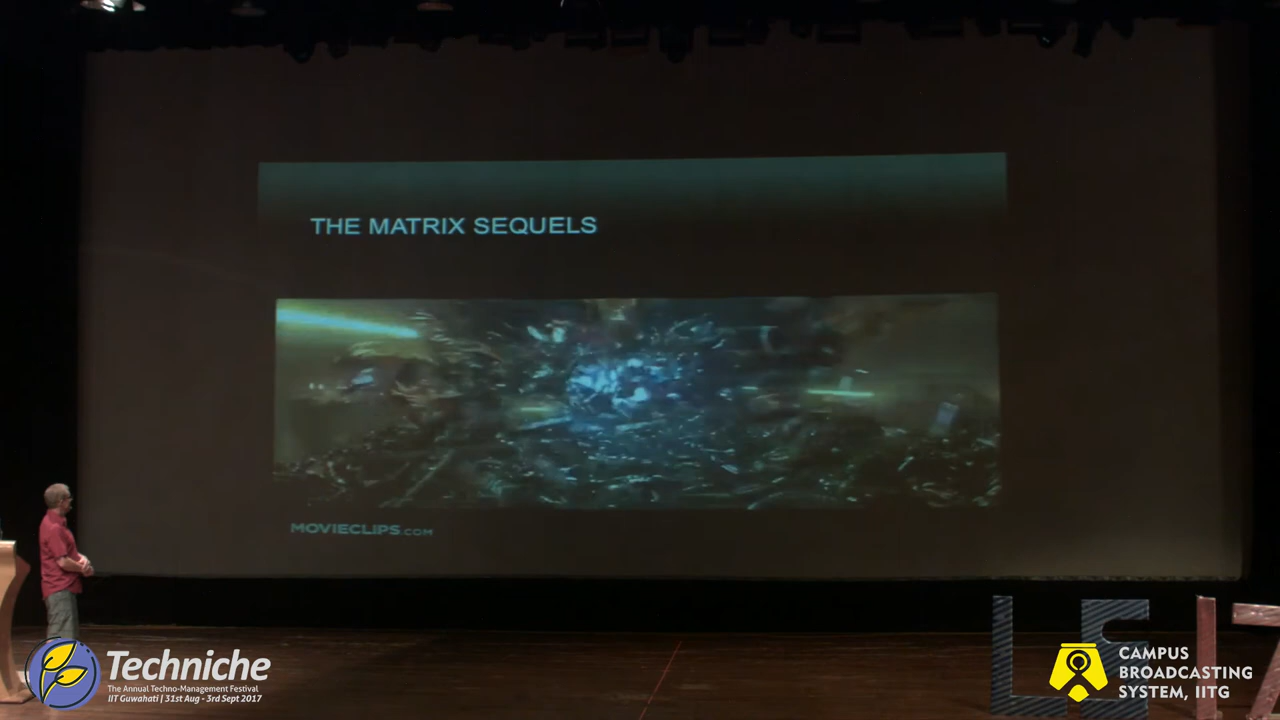 THE MATRIX SEQUELS
MOVIECLIPS.COM
Techniche
The Annual Techno-Management Festival
IIT Guwahati | 31st Aug - 3rd Sept 2017
CAMPUS
BROADCASTING
SYSTEM, IITG